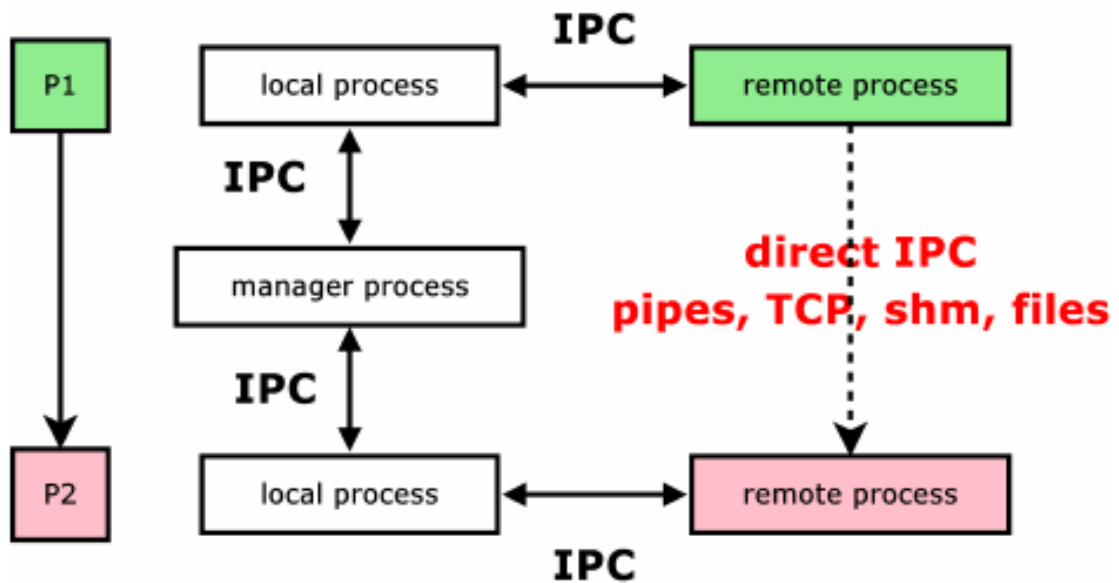 IPC
P1
local process
remote process
IPC
direct IPC
manager process
pipes, TCP, shm, files
IPC
P2
local process
remote process
IPC